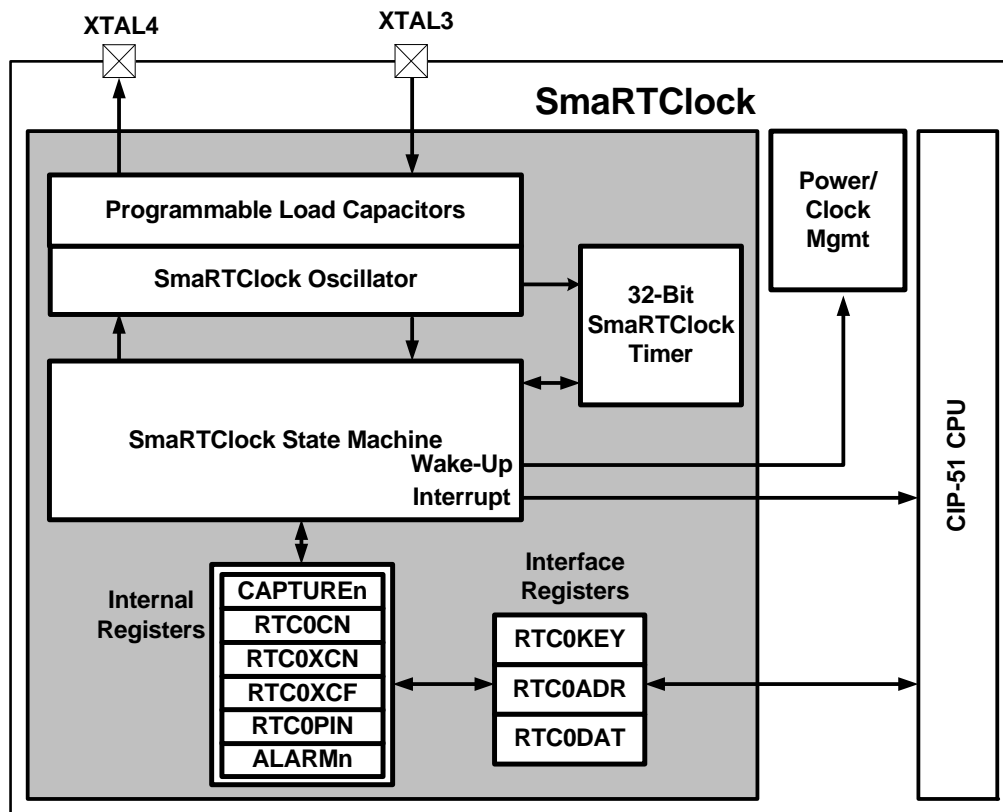 XTAL4
XTAL3
SmaRTClock
Power/
Clock
Mgmt
CIP-51 CPU
Programmable Load Capacitors
SmaRTClock Oscillator
32-Bit
SmaRTClock
Timer
SmaRTClock State Machine
Wake-Up
Interrupt
Internal
Registers
CAPTUREn
RTC0CN
RTC0XCN
RTC0XCF
RTC0PIN
ALARMn
Interface
Registers
RTC0KEY
RTC0ADR
RTC0DAT